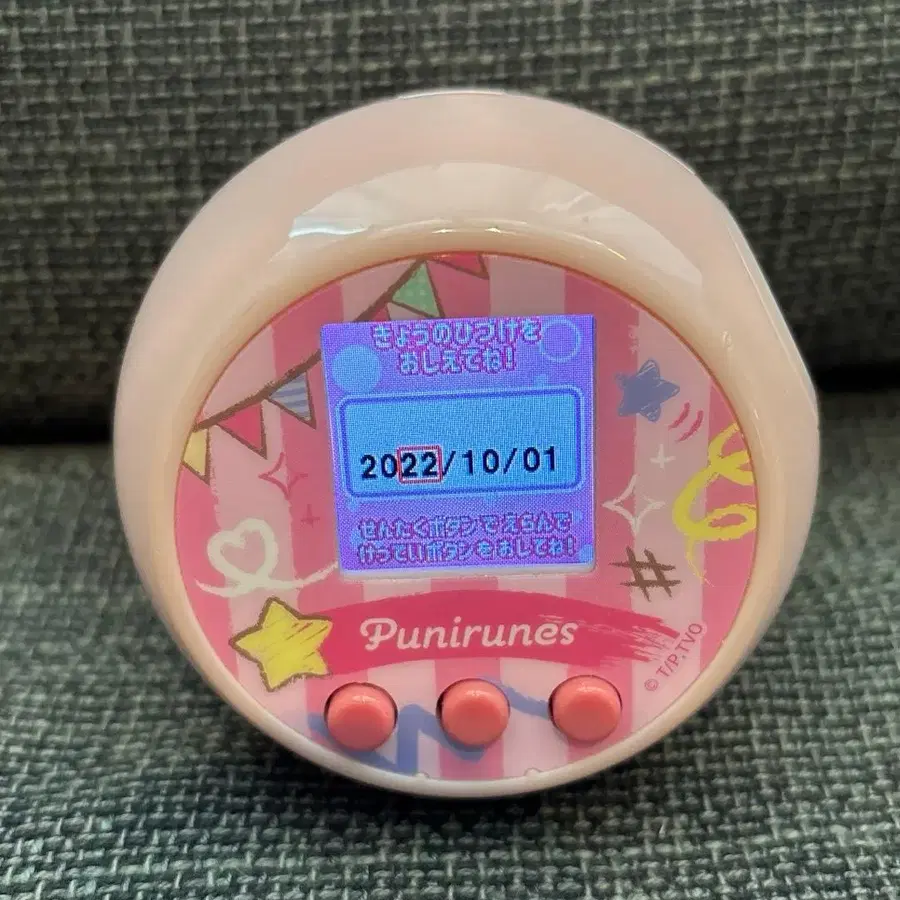 きょうのひづけを
おしえてね!
2022/10/01
せんたくボタンでえらんで
けっていボタンをおしてね!
Punirunes
© T/P,TVO